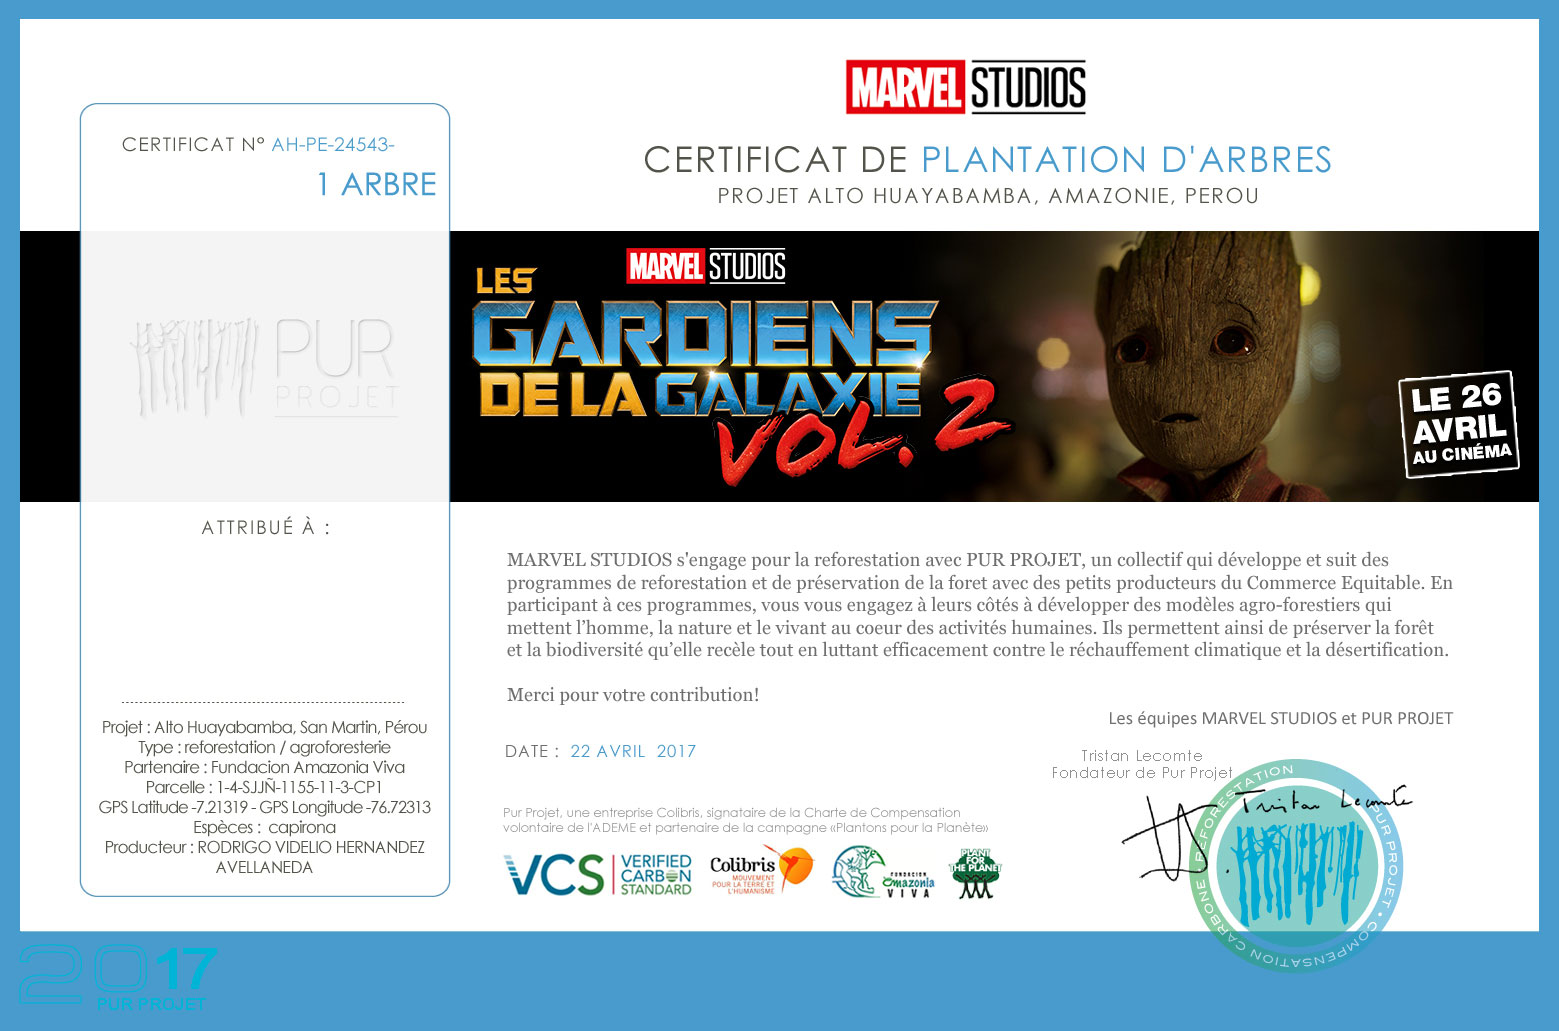 MARVEL STUDIOS
CERTIFICAT N° AH-PE-24543-
1 ARBRE
CERTIFICAT DE PLANTATION D'ARBRES
PROJET ALTO HUAYABAMBA, AMAZONIE, PEROU
PUR
PROJET
MARVEL STUDIOS
LES
GARDIENS
DE LA GALAXIE
VOL. 2
LE 26
AVRIL
AU CINÉMA
ATTRIBUÉ À :
Projet : Alto Huayabamba, San Martin, Pérou
Type : reforestation / agroforesterie
Partenaire : Fundacion Amazonia Viva
Parcelle : 1-4-SJJÑ-1155-11-3-CP1
GPS Latitude -7.21319 - GPS Longitude -76.72313
Espèces : capirona
Producteur : RODRIGO VIDELIO HERNANDEZ
AVELLANEDA
MARVEL STUDIOS s'engage pour la reforestation avec PUR PROJET, un collectif qui développe et suit des
programmes de reforestation et de préservation de la foret avec des petits producteurs du Commerce Equitable. En
participant à ces programmes, vous vous engagez à leurs côtés à développer des modèles agro-forestiers qui
mettent l’homme, la nature et le vivant au coeur des activités humaines. Ils permettent ainsi de préserver la forêt
et la biodiversité qu’elle recèle tout en luttant efficacement contre le réchauffement climatique et la désertification.
Merci pour votre contribution!
Les équipes MARVEL STUDIOS et PUR PROJET
DATE : 22 AVRIL 2017
Tristan Lecomte
Fondateur de Pur Projet
Tristan Lecomte
REFORESTATION • PUR PROJET • COMPENSATION CARBONE •
Pur Projet, une entreprise Colibris, signataire de la Charte de Compensation
volontaire de l'ADEME et partenaire de la campagne «Plantons pour la Planète»
VCS VERIFIED
CARBON
STANDARD
Colibris
MOUVEMENT
POUR LA TERRE ET
L'HUMANISME
FUNDACION
amazonia
VIVA
PLANT
FOR
THE PLANET
2017
PUR PROJET